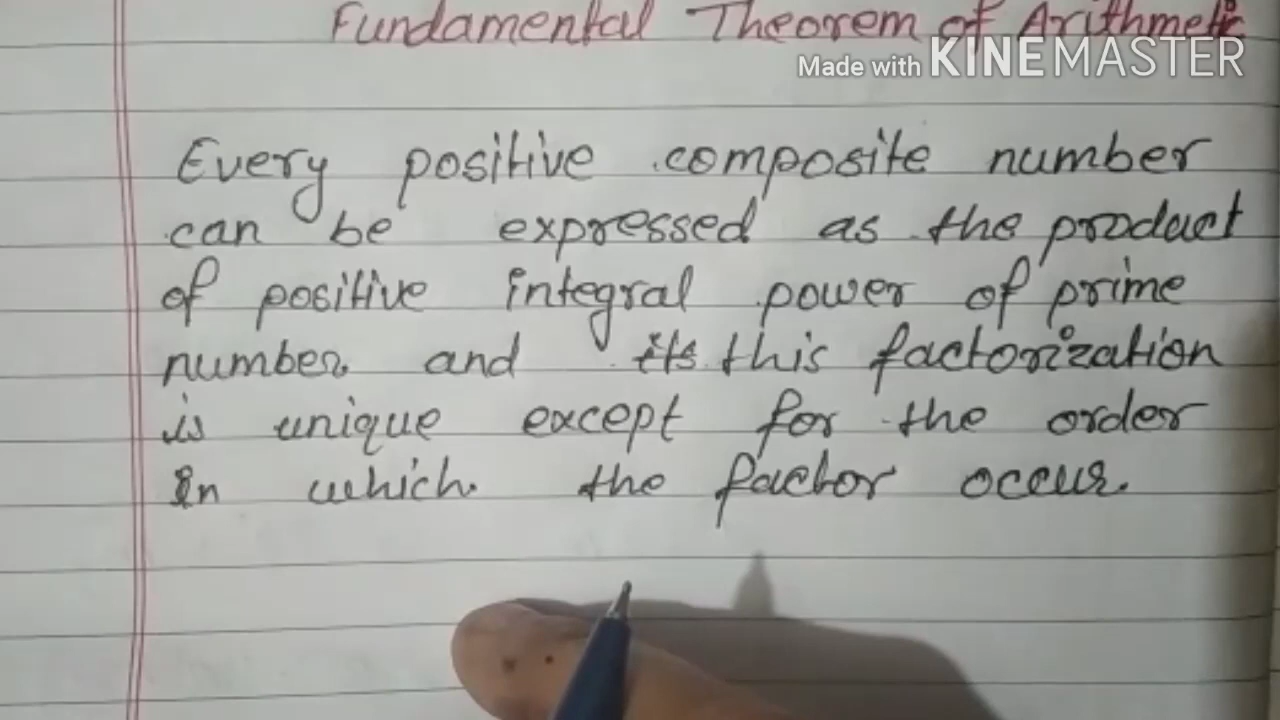 Fundamental Theorem of Arithmetic
Made with KINEMASTER
Every positive composite number
can be expressed as the product
of positive integral power of prime
number and its this factorization
is unique except for the order
in which the factor occur.